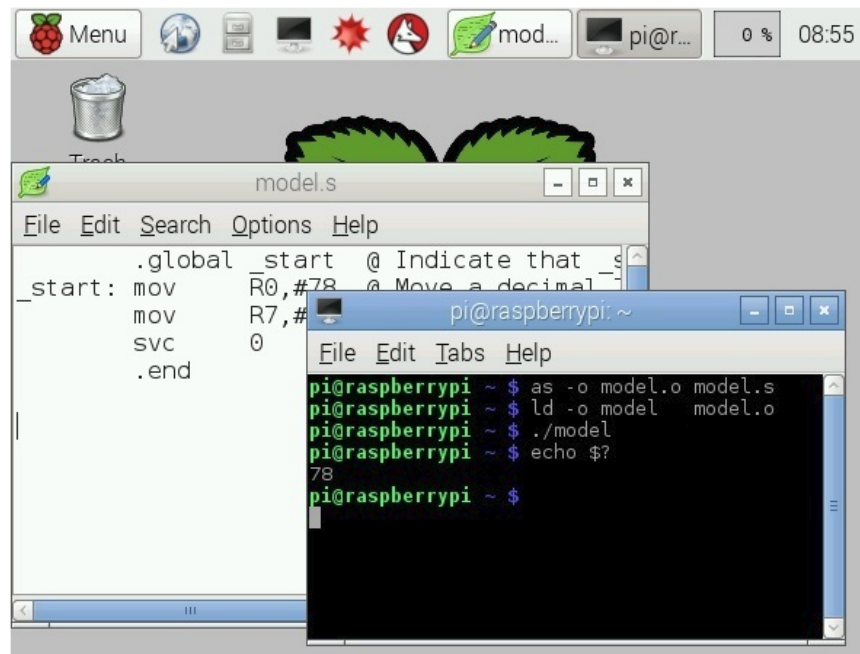 Menu
mod...
pi@r...
0 %
08:55
Trash
model.s
File Edit Search Options Help
.global _start @ Indicate that _s
_start: mov R0,#78 @ Move a decimal
mov R7,#
svc 0
.end
pi@raspberrypi: ~
File Edit Tabs Help
pi@raspberrypi ~ $ as -o model.o model.s
pi@raspberrypi ~ $ ld -o model model.o
pi@raspberrypi ~ $ ./model
pi@raspberrypi ~ $ echo $?
78
pi@raspberrypi ~ $